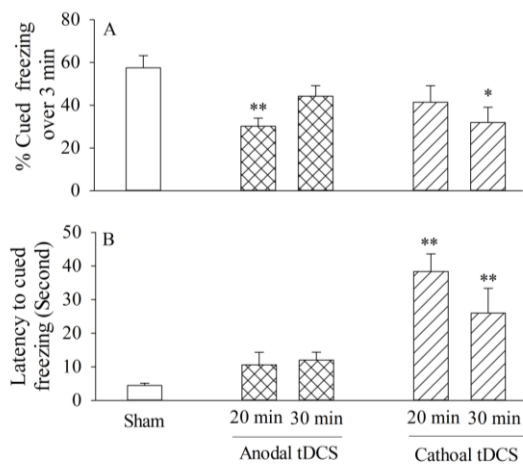 A
% Cued freezing
over 3 min
80
60
40
20
0
**
*
B
Latency to cued
freezing (Second)
50
40
30
20
10
0
**
**
Sham
20 min 30 min
20 min 30 min
Anodal tDCS
Cathoal tDCS